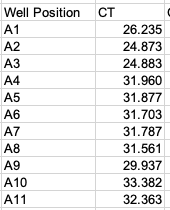 Well Position CT
A1 26.235
A2 24.873
A3 24.883
A4 31.960
A5 31.877
A6 31.703
A7 31.787
A8 31.561
A9 29.937
A10 33.382
A11 32.363